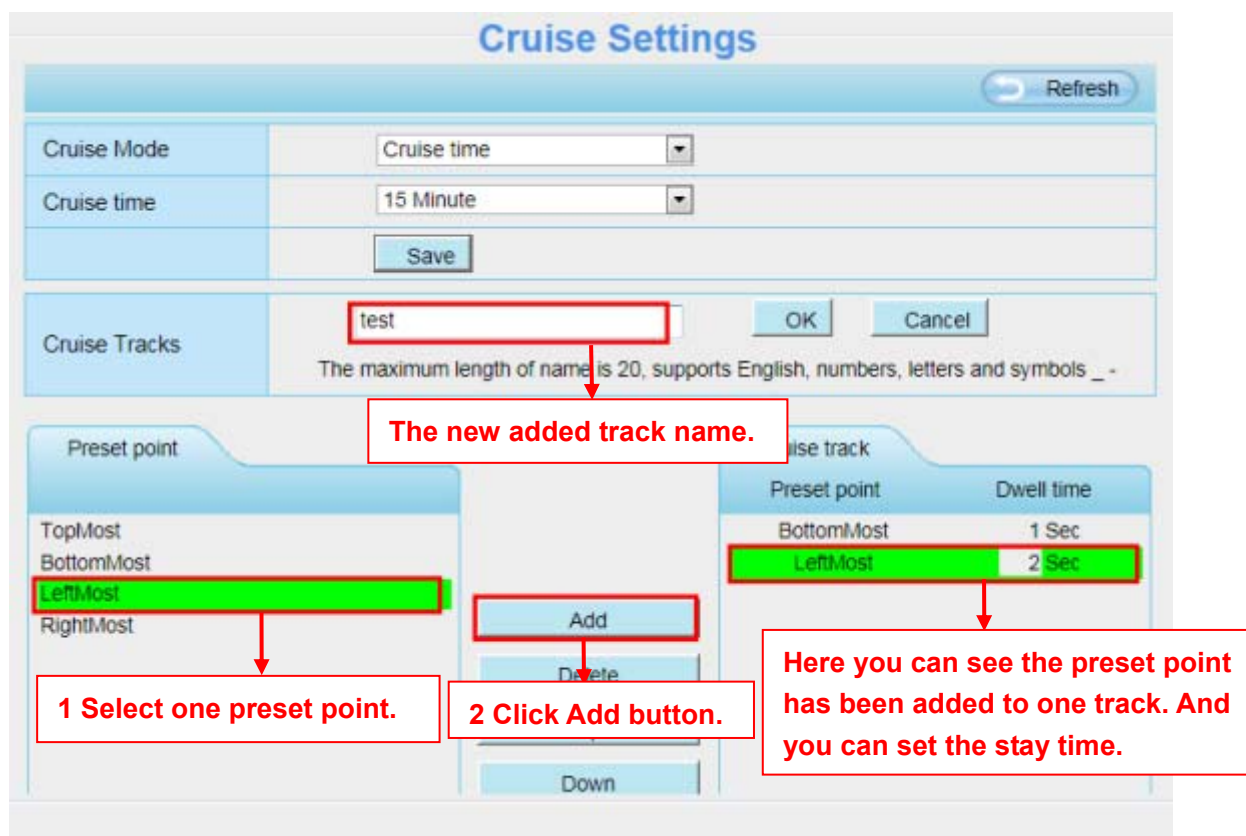 Cruise Settings
Refresh
Cruise Mode
Cruise time
Cruise time
15 Minute
Save
Cruise Tracks
test
OK
Cancel
The maximum length of name is 20, supports English, numbers, letters and symbols _ -
The new added track name.
Preset point
track
Preset point
Dwell time
TopMost
BottomMost
LeftMost
RightMost
BottomMost
1 Sec
LeftMost
2 Sec
Add
Delete
Down
1 Select one preset point.
2 Click Add button.
Here you can see the preset point
has been added to one track. And
you can set the stay time.